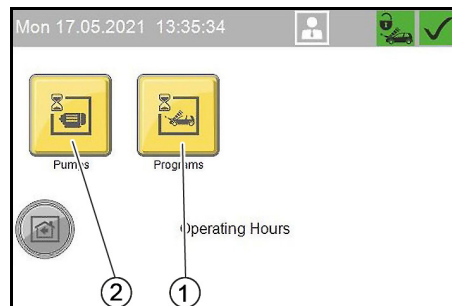 Mon 17.05.2021 13:35:34
Pumps
Programs
Operating Hours
2
1